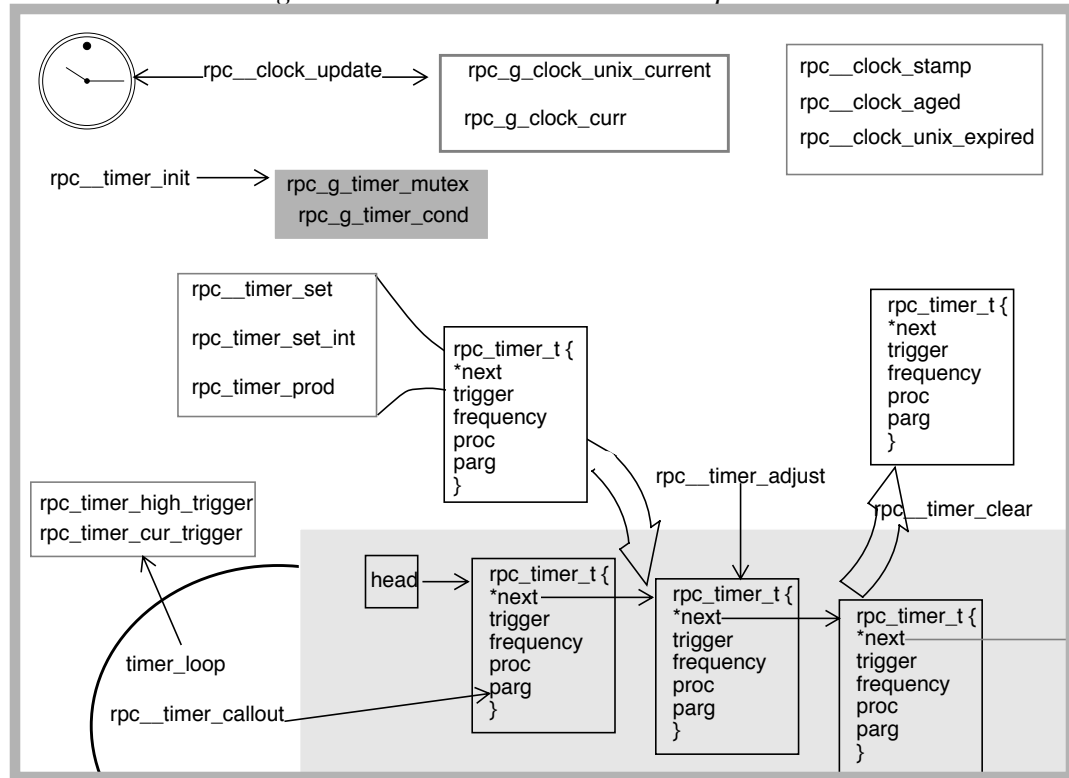 rpc__clock_update
rpc_g_clock_unix_current
rpc_g_clock_curr
rpc__clock_stamp
rpc__clock_aged
rpc__clock_unix_expired
rpc__timer_init
rpc_g_timer_mutex
rpc_g_timer_cond
rpc__timer_set
rpc_timer_set_int
rpc_timer_prod
rpc_timer_t {
*next
trigger
frequency
proc
parg
}
rpc_timer_t {
*next
trigger
frequency
proc
parg
}
rpc__timer_adjust
rpc__timer_clear
rpc_timer_high_trigger
rpc_timer_cur_trigger
head
rpc_timer_t {
*next
trigger
frequency
proc
parg
}
rpc_timer_t {
*next
trigger
frequency
proc
parg
}
rpc_timer_t {
*next
trigger
frequency
proc
parg
}
timer_loop
rpc__timer_callout